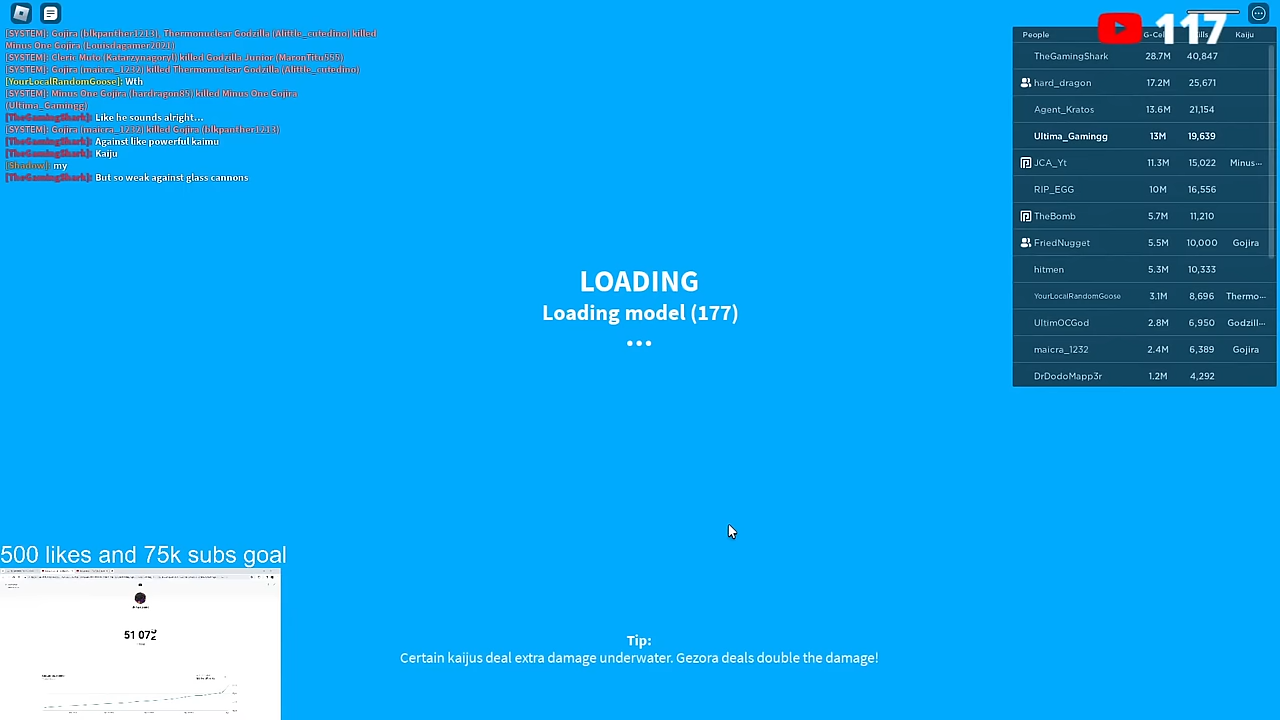 [SYSTEM]: Gojira (blkpanther1213), Thermonuclear Godzilla (Alittle_cutedino) killed
Minus One Gojira (Louisdagamer2021)
[SYSTEM]: Cleric Muto (Katarzynagoryl) killed Godzilla Junior (MaronTitu555)
[SYSTEM]: Gojira (maicra_1232) killed Thermonuclear Godzilla (Alittle_cutedino)
[YourLocalRandomGoose]: Wth
[SYSTEM]: Minus One Gojira (hardragon85) killed Minus One Gojira
(Ultima_Gamingg)
[TheGamingShark]: Like he sounds alright...
[SYSTEM]: Gojira (maicra_1232) killed Gojira (blkpanther1213)
[TheGamingShark]: Against like powerful kaimu
[TheGamingShark]: Kaiju
[Shadow]: my
[TheGamingShark]: But so weak against glass cannons
117
People Kaiju
TheGamingShark 28.7M 40,847
hard_dragon 17.2M 25,671
Agent_Kratos 13.6M 21,154
Ultima_Gamingg 13M 19,639
JCA_Yt 11.3M 15,022 Minus...
RIP_EGG 10M 16,556
TheBomb 5.7M 11,210
FriedNugget 5.5M 10,000 Gojira
hitmen 5.3M 10,333
YourLocalRandomGoose 3.1M 8,696 Thermo...
UltimOCGod 2.8M 6,950 Godzill...
maicra_1232 2.4M 6,389 Gojira
DrDodoMapp3r 1.2M 4,292
LOADING
Loading model (177)
...
500 likes and 75k subs goal
51 07
Tip:
Certain kaijus deal extra damage underwater. Gezora deals double the damage!